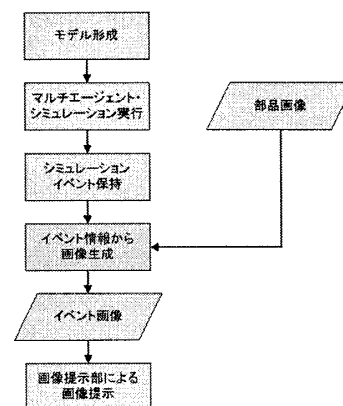 モデル形成
マルチエージェント・
シミュレーション実行
部品画像
シミュレーション
イベント保持
イベント情報から
画像生成
イベント画像
画像提示部による
画像提示